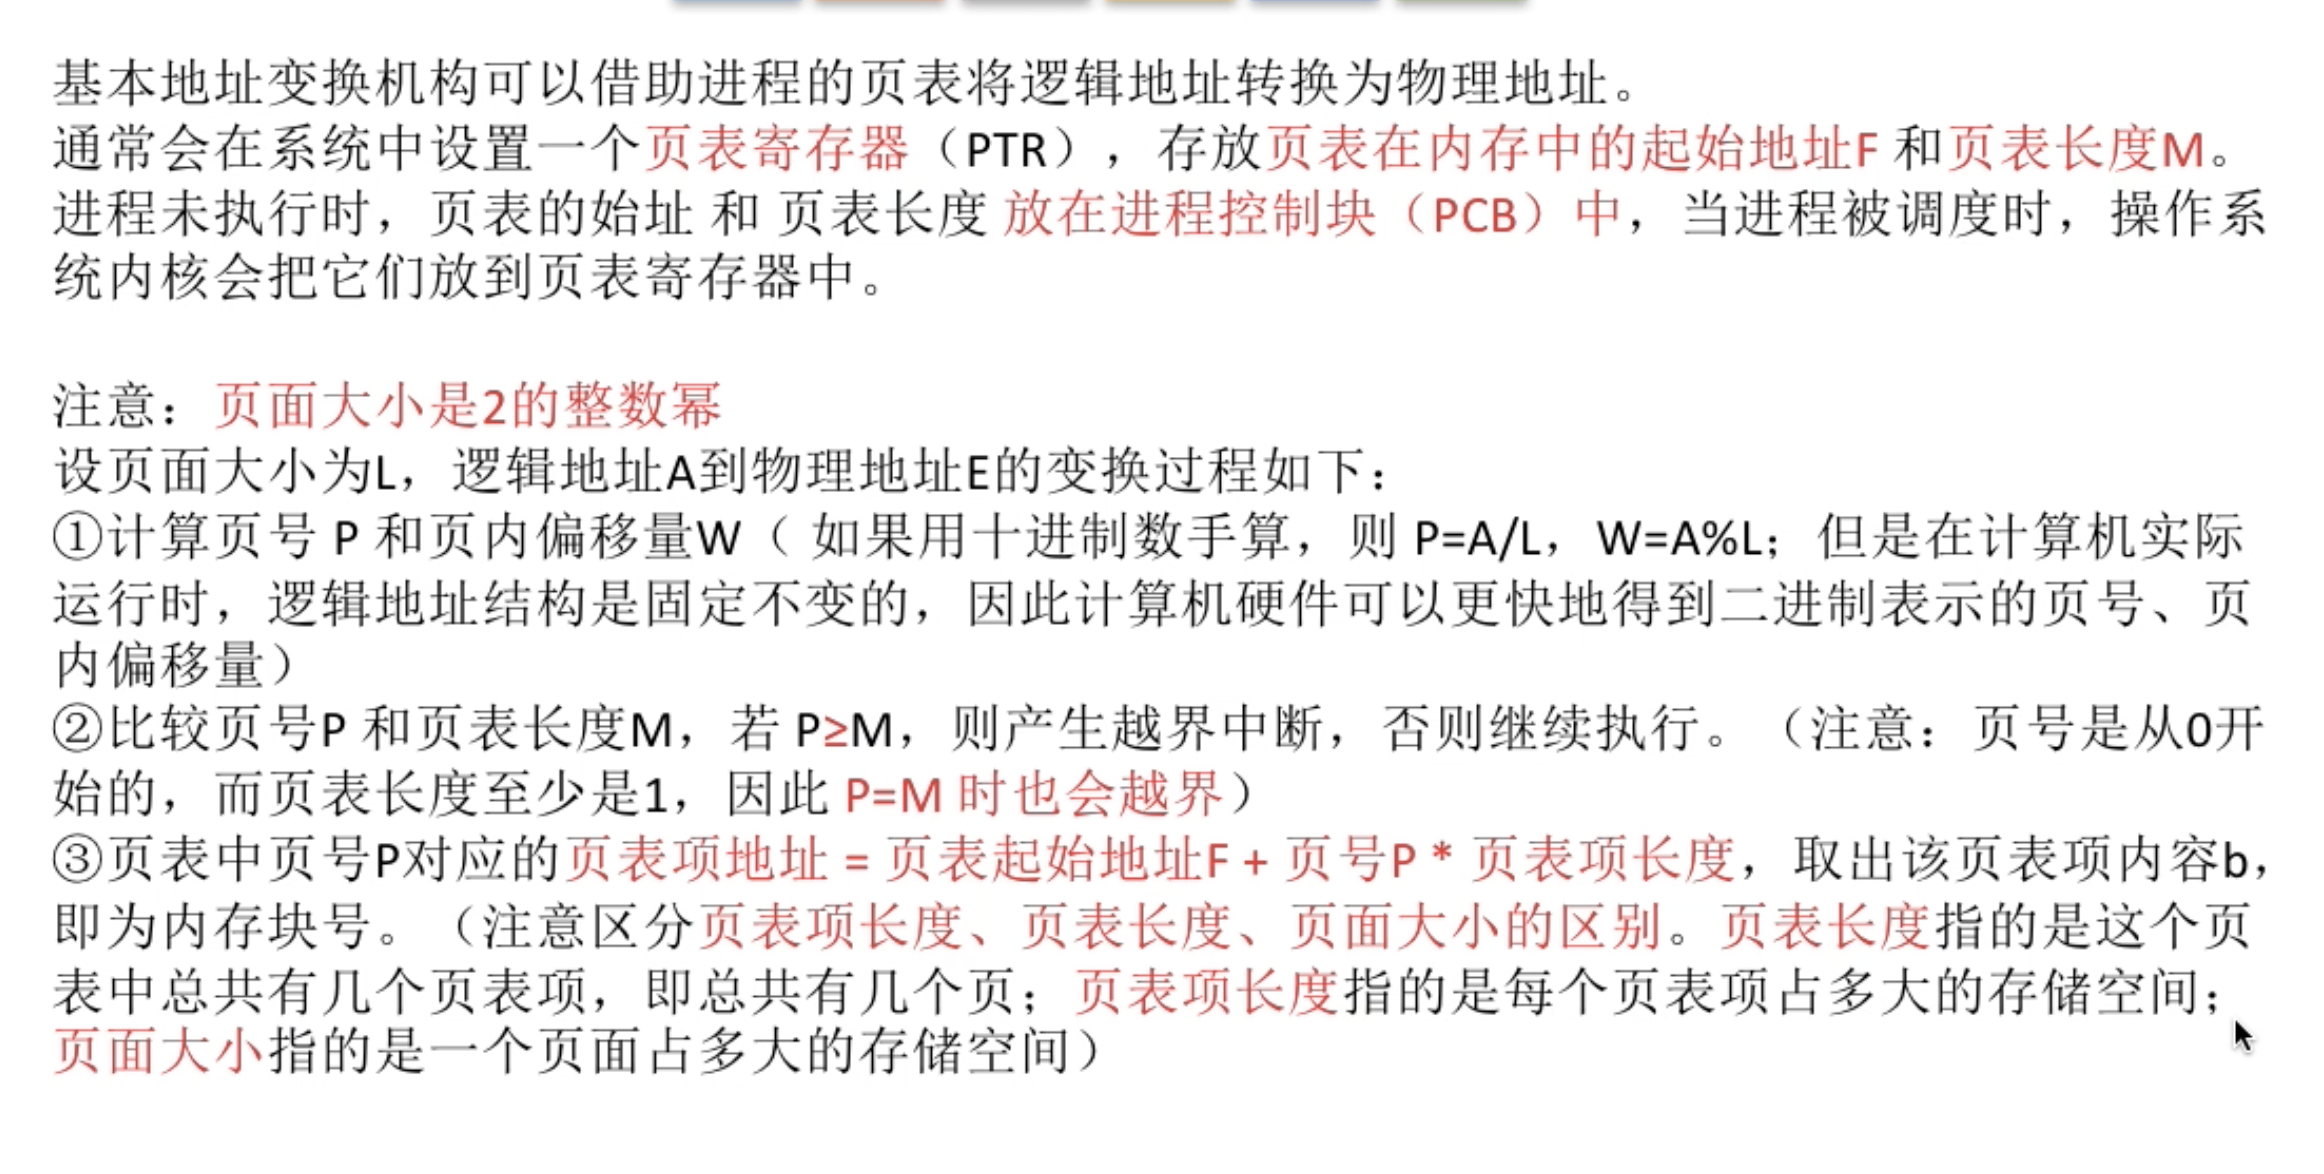 基本地址变换机构可以借助进程的页表将逻辑地址转换为物理地址。
通常会在系统中设置一个页表寄存器（PTR），存放页表在内存中的起始地址F 和页表长度M。
进程未执行时，页表的始址 和 页表长度 放在进程控制块（PCB）中，当进程被调度时，操作系
统内核会把它们放到页表寄存器中。
注意：页面大小是2的整数幂
设页面大小为L，逻辑地址A到物理地址E的变换过程如下：
①计算页号 P 和页内偏移量W（ 如果用十进制数手算，则 P=A/L，W=A%L；但是在计算机实际
运行时，逻辑地址结构是固定不变的，因此计算机硬件可以更快地得到二进制表示的页号、页
内偏移量）
②比较页号P 和页表长度M，若 P≥M，则产生越界中断，否则继续执行。（注意：页号是从0开
始的，而页表长度至少是1，因此 P=M 时也会越界）
③页表中页号P对应的页表项地址 = 页表起始地址F + 页号P * 页表项长度，取出该页表项内容b，
即为内存块号。（注意区分页表项长度、页表长度、页面大小的区别。页表长度指的是这个页
表中总共有几个页表项，即总共有几个页；页表项长度指的是每个页表项占多大的存储空间；
页面大小指的是一个页面占多大的存储空间）